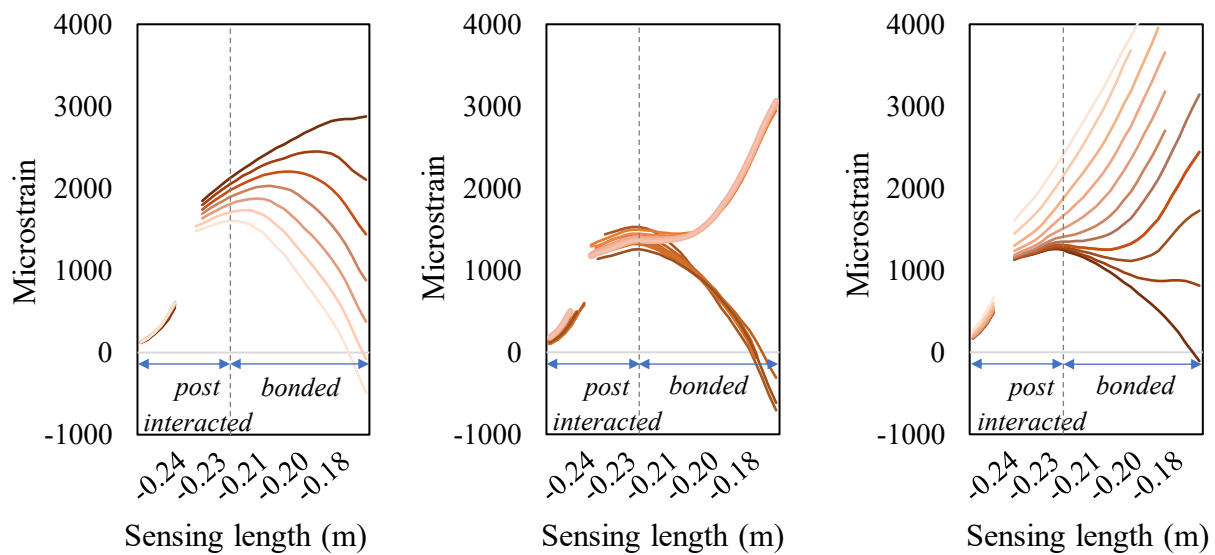 4000
3000
2000
1000
0
-1000
Microstrain
post
bonded
interacted
-0.24
-0.23
-0.21
-0.20
-0.18
Sensing length (m)
4000
3000
2000
1000
0
-1000
Microstrain
post
bonded
interacted
-0.24
-0.23
-0.21
-0.20
-0.18
Sensing length (m)
4000
3000
2000
1000
0
-1000
Microstrain
post
bonded
interacted
-0.24
-0.23
-0.21
-0.20
-0.18
Sensing length (m)